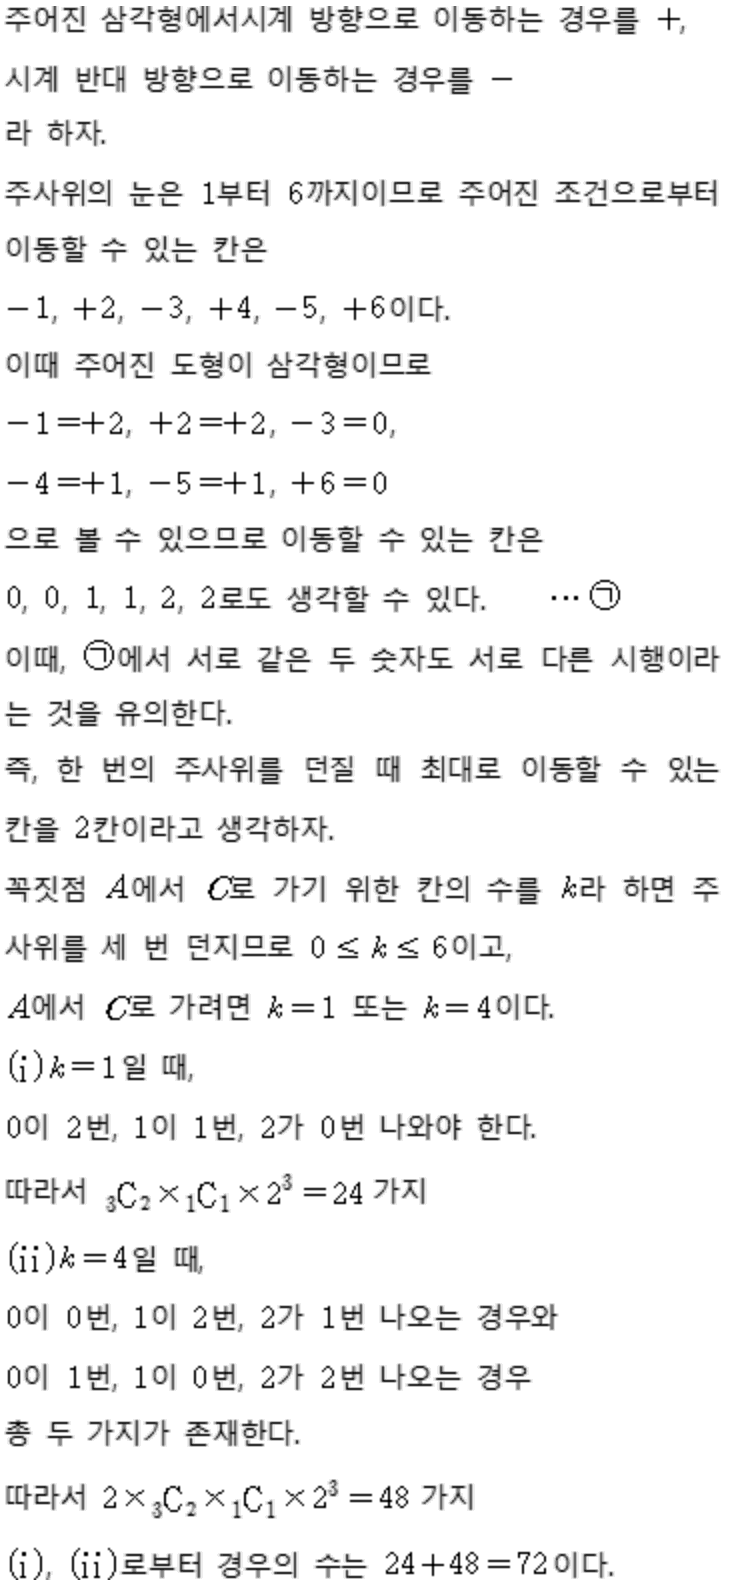 주어진 삼각형에서시계 방향으로 이동하는 경우를 +,
시계 반대 방향으로 이동하는 경우를 −
라 하자.
주사위의 눈은 1부터 6까지이므로 주어진 조건으로부터
이동할 수 있는 칸은
−1, +2, −3, +4, −5, +6이다.
이때 주어진 도형이 삼각형이므로
−1=+2, +2=+2, −3=0,
−4=+1, −5=+1, +6=0
으로 볼 수 있으므로 이동할 수 있는 칸은
0, 0, 1, 1, 2, 2로도 생각할 수 있다. ⋯ ㉠
이때, ㉠에서 서로 같은 두 숫자도 서로 다른 시행이라
는 것을 유의한다.
즉, 한 번의 주사위를 던질 때 최대로 이동할 수 있는
칸을 2칸이라고 생각하자.
꼭짓점 A에서 C로 가기 위한 칸의 수를 k라 하면 주
사위를 세 번 던지므로 0 ≤ k ≤ 6이고,
A에서 C로 가려면 k=1 또는 k=4이다.
(i)k=1일 때,
0이 2번, 1이 1번, 2가 0번 나와야 한다.
따라서 ₃C₂×₁C₁×2³=24 가지
(ii)k=4일 때,
0이 0번, 1이 2번, 2가 1번 나오는 경우와
0이 1번, 1이 0번, 2가 2번 나오는 경우
총 두 가지가 존재한다.
따라서 2×₃C₂×₁C₁×2³=48 가지
(i), (ii)로부터 경우의 수는 24+48=72이다.